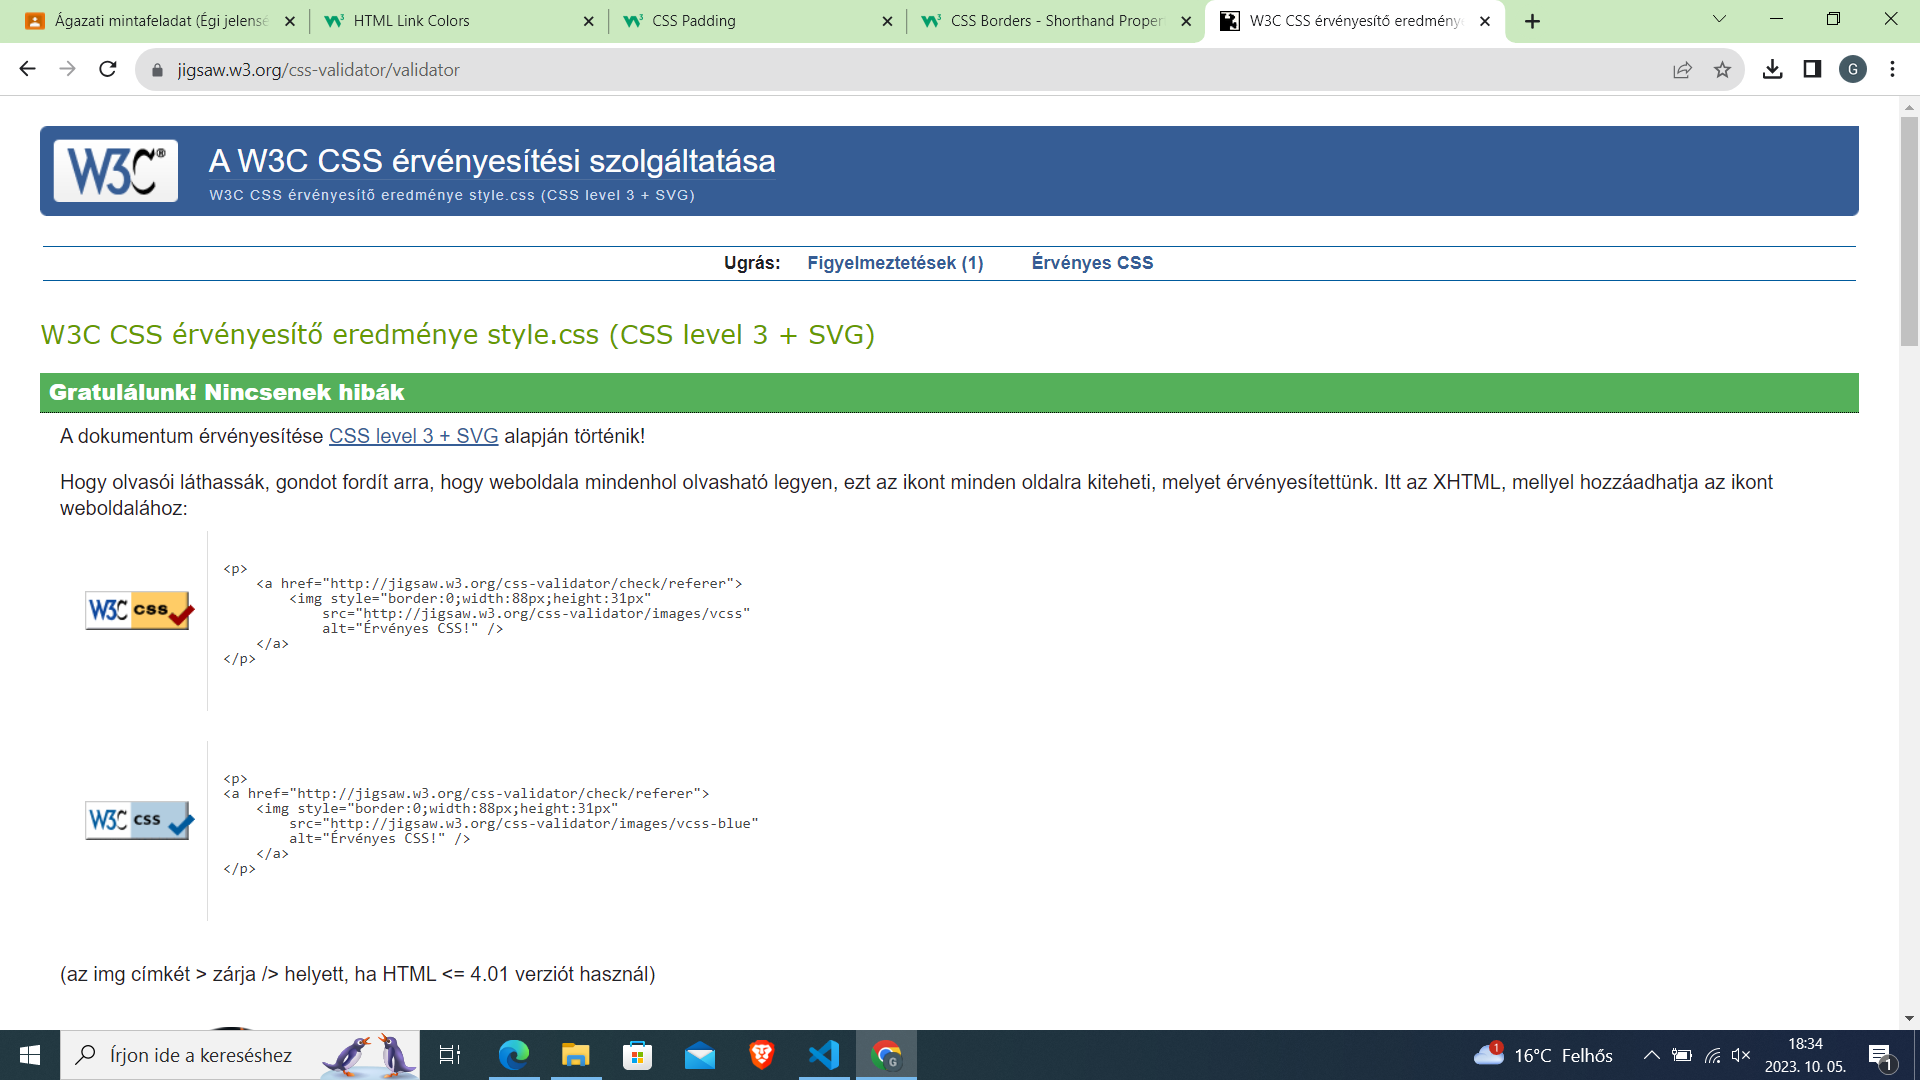 Ágazati mintafeladat (Égi jelensé
HTML Link Colors
CSS Padding
CSS Borders - Shorthand Proper
W3C CSS érvényesítő eredménye
jigsaw.w3.org/css-validator/validator
G
W3C®
A W3C CSS érvényesítési szolgáltatása
W3C CSS érvényesítő eredménye style.css (CSS level 3 + SVG)
Ugrás: Figyelmeztetések (1) Érvényes CSS
W3C CSS érvényesítő eredménye style.css (CSS level 3 + SVG)
Gratulálunk! Nincsenek hibák
A dokumentum érvényesítése CSS level 3 + SVG alapján történik!
Hogy olvasói láthassák, gondot fordít arra, hogy weboldala mindenhol olvasható legyen, ezt az ikont minden oldalra kiteheti, melyet érvényesítettünk. Itt az XHTML, mellyel hozzáadhatja az ikont
weboldalához:
W3C css
<p>
<a href="http://jigsaw.w3.org/css-validator/check/referer">
<img style="border:0;width:88px;height:31px"
src="http://jigsaw.w3.org/css-validator/images/vcss"
alt="Érvényes CSS!" />
</a>
</p>
W3C css
<p>
<a href="http://jigsaw.w3.org/css-validator/check/referer">
<img style="border:0;width:88px;height:31px"
src="http://jigsaw.w3.org/css-validator/images/vcss-blue"
alt="Érvényes CSS!" />
</a>
</p>
(az img címkét > zárja /> helyett, ha HTML <= 4.01 verziót használ)
Írjon ide a kereséshez
G
1
16°C Felhős
18:34
2023. 10. 05.
1